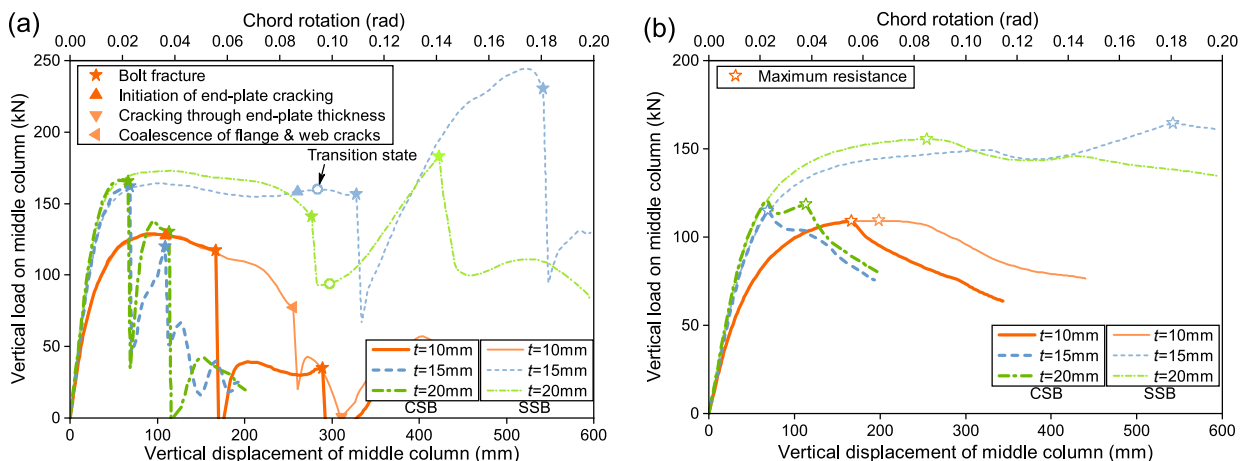 (a)
Chord rotation (rad)
0.00 0.02 0.04 0.06 0.08 0.10 0.12 0.14 0.16 0.18 0.20
Vertical load on middle column (kN)
250
200
150
100
50
0
Bolt fracture
Initiation of end-plate cracking
Cracking through end-plate thickness
Coalescence of flange & web cracks
Transition state
t=10mm t=10mm
t=15mm t=15mm
t=20mm t=20mm
CSB SSB
0 100 200 300 400 500 600
Vertical displacement of middle column (mm)
(b)
Chord rotation (rad)
0.00 0.02 0.04 0.06 0.08 0.10 0.12 0.14 0.16 0.18 0.20
Vertical load on middle column (kN)
200
150
100
50
0
Maximum resistance
t=10mm t=10mm
t=15mm t=15mm
t=20mm t=20mm
CSB SSB
0 100 200 300 400 500 600
Vertical displacement of middle column (mm)